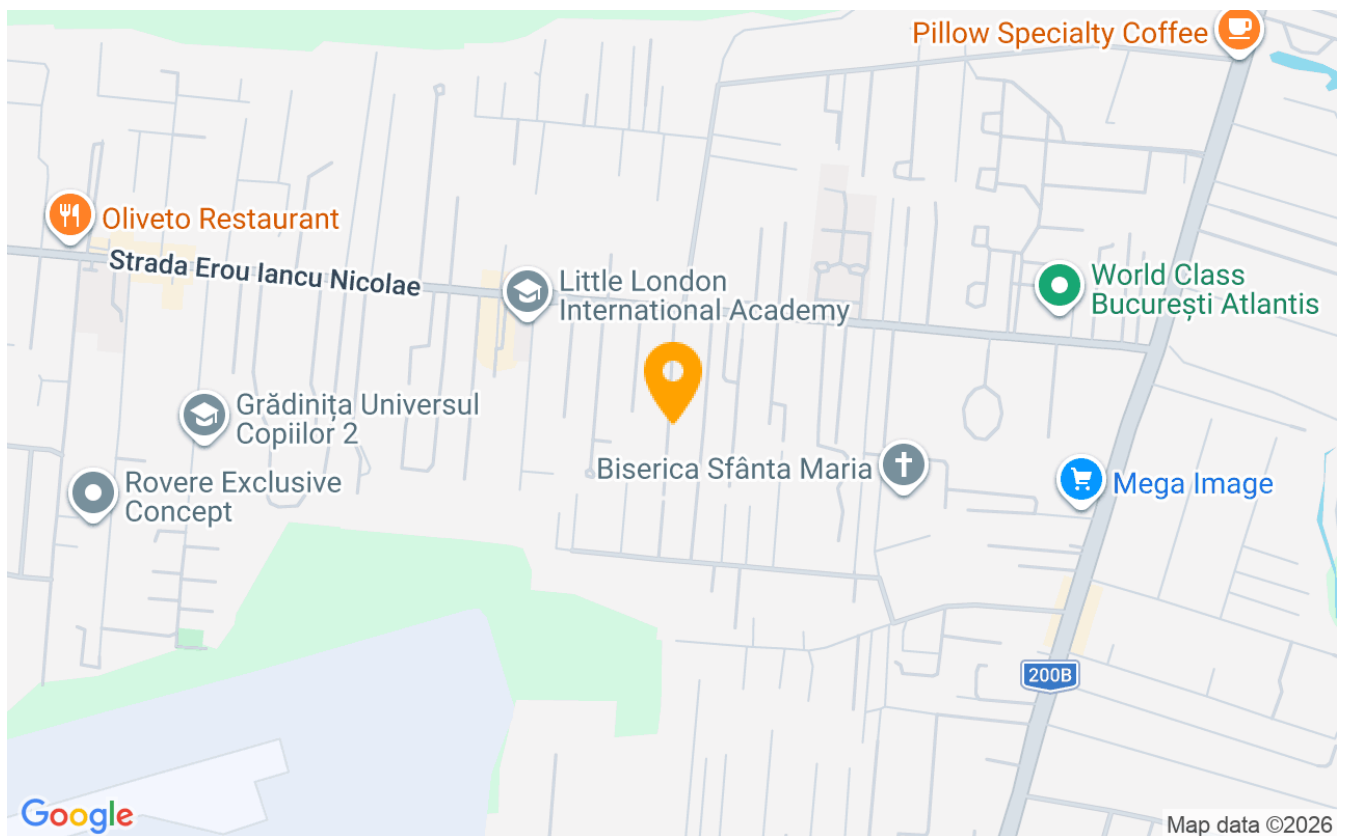 Pillow Specialty Coffee
Oliveto Restaurant
Strada Erou Iancu Nicolae
Little London
International Academy
World Class
București Atlantis
Grădinița Universul
Copiilor 2
Biserica Sfânta Maria
Rovere Exclusive
Concept
Mega Image
200B
Google
Map data ©2026